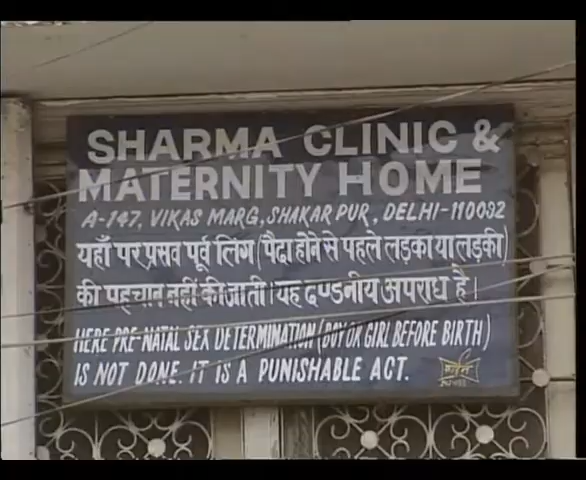 SHARMA CLINIC &
MATERNITY HOME
A-147, VIKAS MARG, SHAKAR PUR, DELHI-110092
यहाँ पर प्रसव पूर्व लिंग (पैदा होने से पहले लड़का या लड़की)
की पहचान नहीं की जाती। यह दण्डनीय अपराध है।
HERE PRE-NATAL SEX DETERMINATION (BOY OR GIRL BEFORE BIRTH)
IS NOT DONE. IT IS A PUNISHABLE ACT.